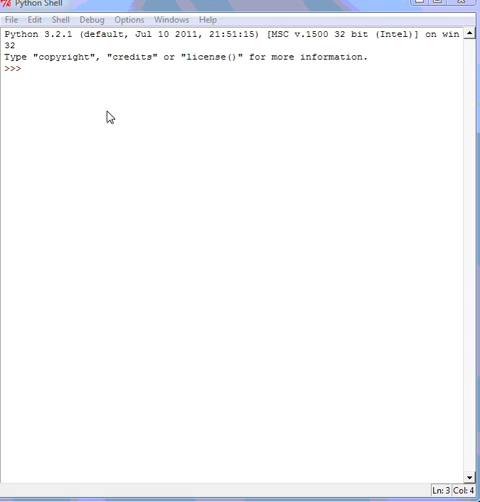 Python Shell
File Edit Shell Debug Options Windows Help
Python 3.2.1 (default, Jul 10 2011, 21:51:15) [MSC v.1500 32 bit (Intel)] on win
32
Type "copyright", "credits" or "license()" for more information.
>>>
Ln: 3 Col: 4